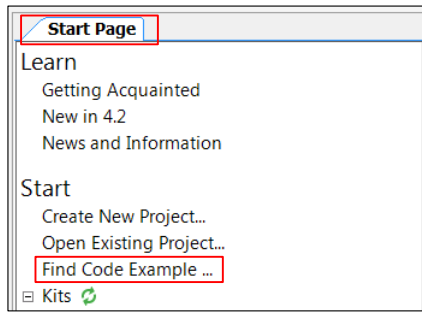 Start Page
Learn
Getting Acquainted
New in 4.2
News and Information
Start
Create New Project...
Open Existing Project...
Find Code Example ...
Kits